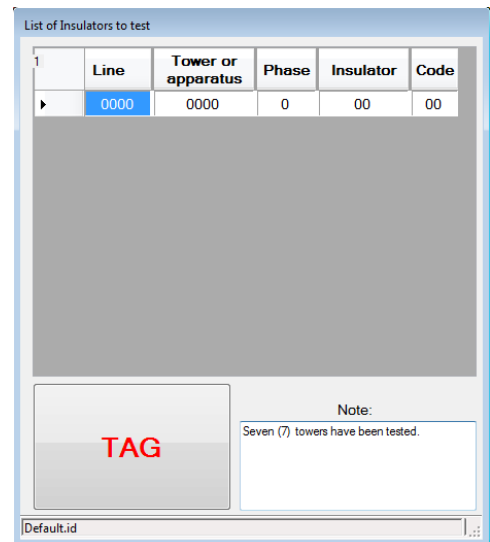 List of Insulators to test
1 Line Tower or apparatus Phase Insulator Code
0000 0000 0 00 00
TAG
Note:
Seven (7) towers have been tested.
Default.id